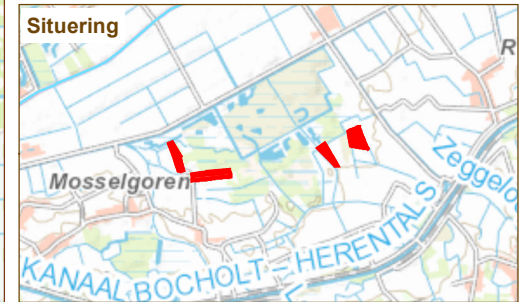 Situering
R
Mosselgoren
Zeggelo
KANAAL BOCHOLT - HERENTALS